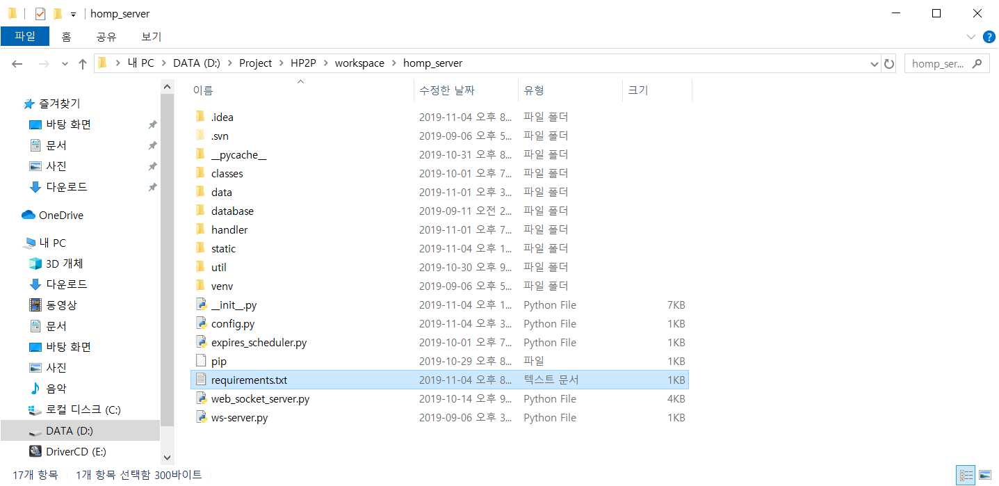 homp_server
파일 홈 공유 보기
내 PC DATA (D:) Project HP2P workspace homp_server homp_ser...
이름 수정한 날짜 유형 크기
즐겨찾기
바탕 화면
문서
사진
다운로드
OneDrive
내 PC
3D 개체
다운로드
동영상
문서
바탕 화면
사진
음악
로컬 디스크 (C:)
DATA (D:)
DriverCD (E:)
.idea 2019-11-04 오후 8... 파일 폴더
.svn 2019-09-06 오후 5... 파일 폴더
__pycache__ 2019-10-31 오후 8... 파일 폴더
classes 2019-10-01 오후 7... 파일 폴더
data 2019-11-01 오후 3... 파일 폴더
database 2019-09-11 오전 2... 파일 폴더
handler 2019-11-01 오후 7... 파일 폴더
static 2019-11-04 오후 1... 파일 폴더
util 2019-10-30 오후 9... 파일 폴더
venv 2019-09-06 오후 5... 파일 폴더
__init__.py 2019-11-04 오후 1... Python File 7KB
config.py 2019-11-04 오후 3... Python File 1KB
expires_scheduler.py 2019-10-01 오후 7... Python File 1KB
pip 2019-10-29 오후 8... 파일 1KB
requirements.txt 2019-11-04 오후 8... 텍스트 문서 1KB
web_socket_server.py 2019-10-14 오후 9... Python File 4KB
ws-server.py 2019-09-06 오후 3... Python File 1KB
17개 항목 1개 항목 선택함 300바이트